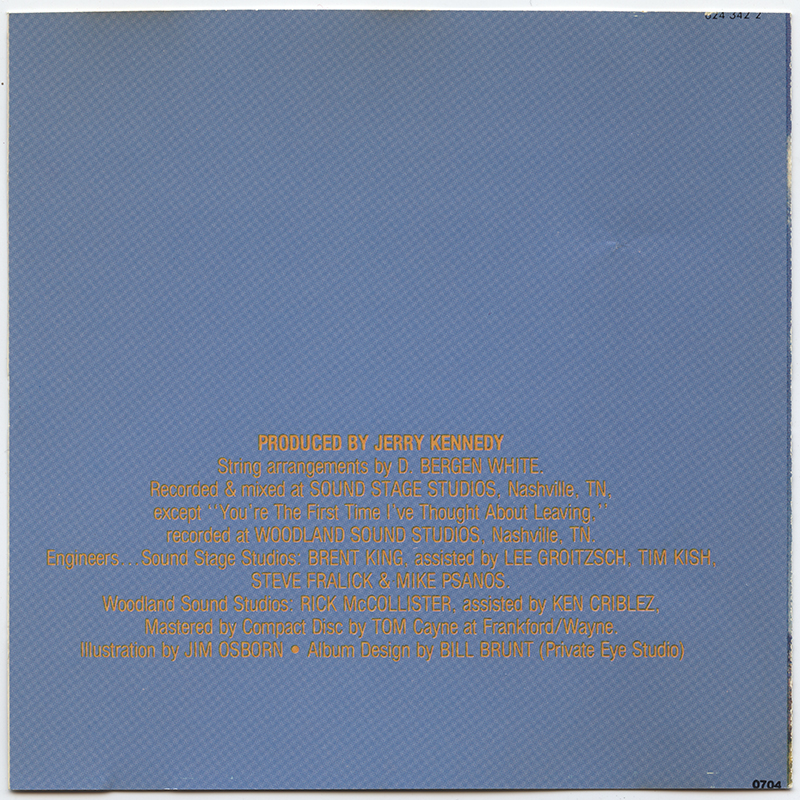 824 342 2
PRODUCED BY JERRY KENNEDY
String arrangements by D. BERGEN WHITE.
Recorded & mixed at SOUND STAGE STUDIOS, Nashville, TN,
except "You're The First Time I've Thought About Leaving,"
recorded at WOODLAND SOUND STUDIOS, Nashville, TN.
Engineers...Sound Stage Studios: BRENT KING, assisted by LEE GROITZSCH, TIM KISH,
STEVE FRALICK & MIKE PSANOS.
Woodland Sound Studios: RICK McCOLLISTER, assisted by KEN CRIBLEZ,
Mastered by Compact Disc by TOM Cayne at Frankford/Wayne.
Illustration by JIM OSBORN • Album Design by BILL BRUNT (Private Eye Studio)
0704